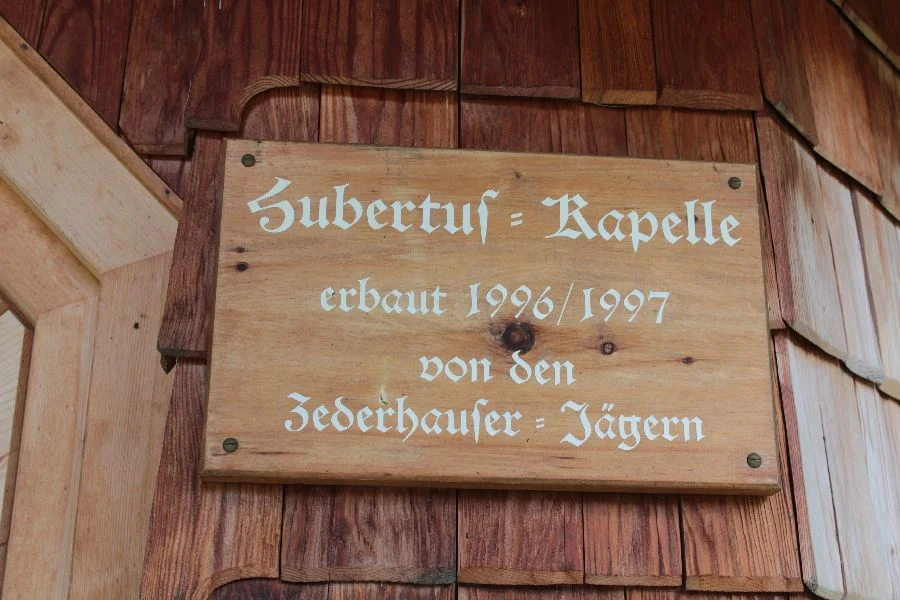 Hubertuſ = Kapelle
erbaut 1996/1997
von den
Zederhauſer = Jägern